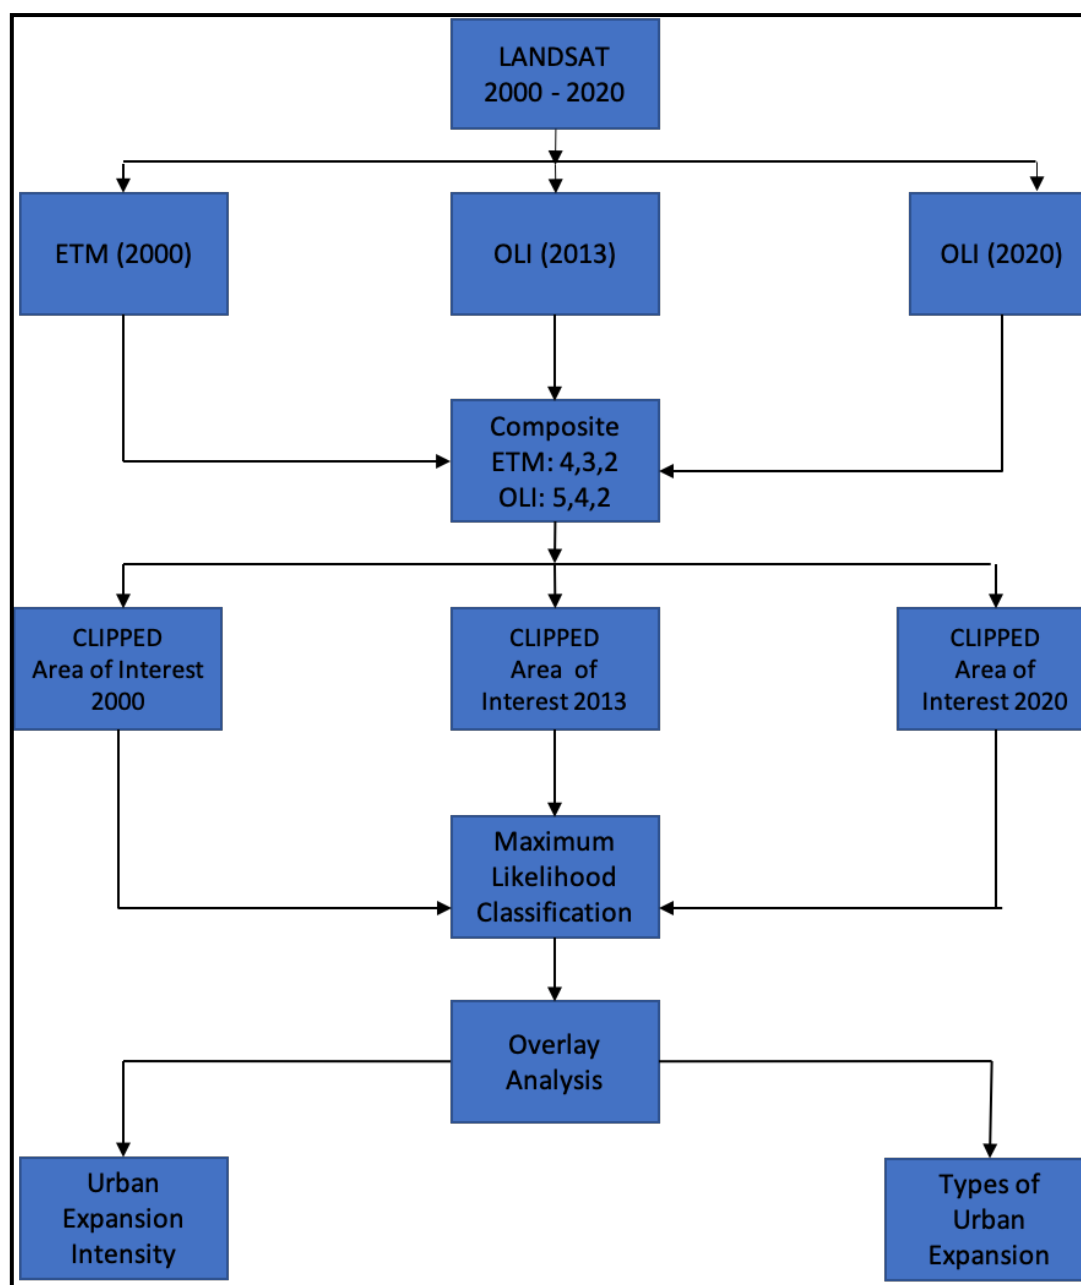 LANDSAT
2000 - 2020
ETM (2000)
OLI (2013)
OLI (2020)
Composite
ETM: 4,3,2
OLI: 5,4,2
CLIPPED
Area of Interest
2000
CLIPPED
Area of
Interest 2013
CLIPPED
Area of
Interest 2020
Maximum
Likelihood
Classification
Overlay
Analysis
Urban
Expansion
Intensity
Types of
Urban
Expansion